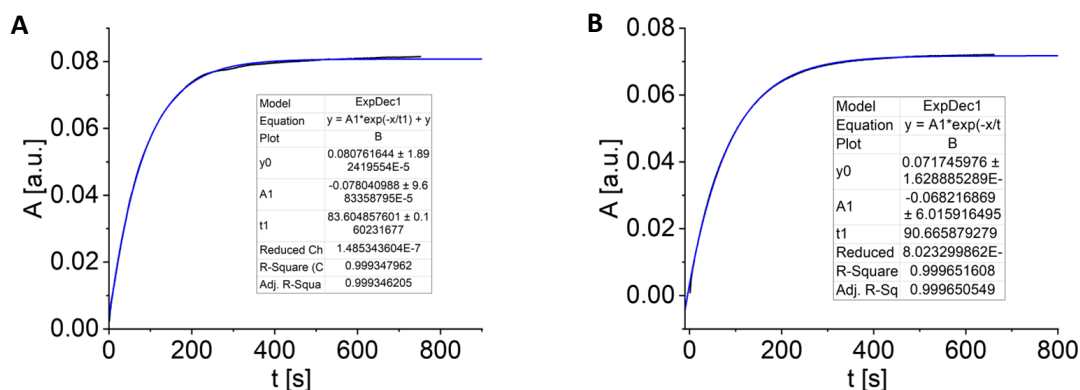 A
A [a.u.]
0.08
0.06
0.04
0.02
0.00
0 200 400 600 800
t [s]
Model ExpDec1
Equation y = A1*exp(-x/t1) + y
Plot B
y0 0.080761644 ± 1.89
2419554E-5
A1 -0.078040988 ± 9.6
83358795E-5
t1 83.604857601 ± 0.1
60231677
Reduced Ch 1.485343604E-7
R-Square (C 0.999347962
Adj. R-Squa 0.999346205
B
A [a.u.]
0.08
0.06
0.04
0.02
0.00
0 200 400 600 800
t [s]
Model ExpDec1
Equation y = A1*exp(-x/t
Plot B
y0 0.071745976 ±
1.628885289E-
A1 -0.068216869
± 6.015916495
t1 90.665879279
Reduced 8.023299862E-
R-Square 0.999651608
Adj. R-Sq 0.999650549